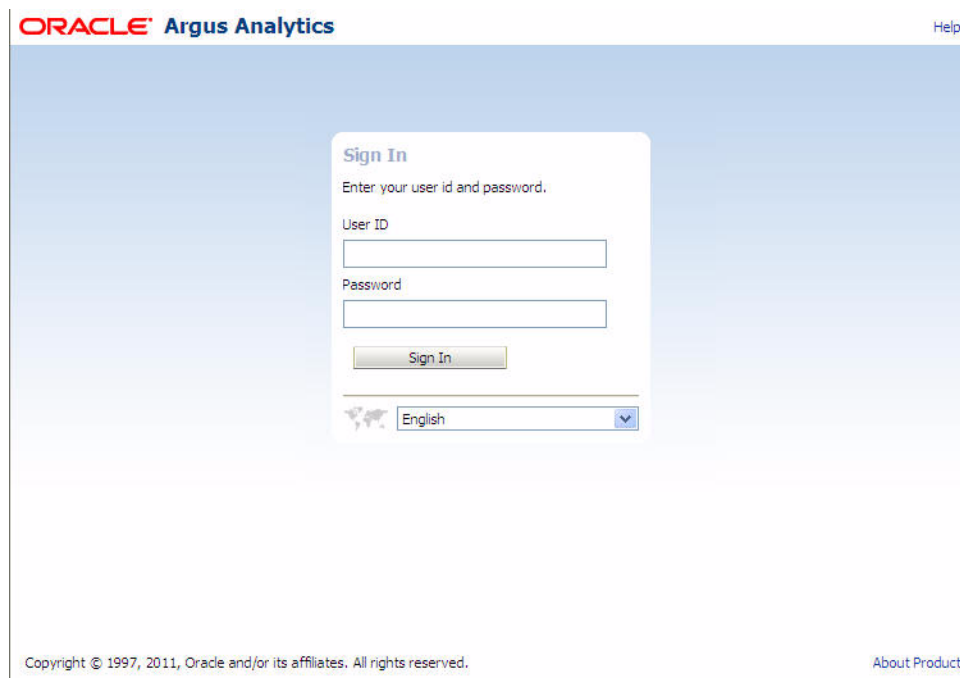 ORACLE Argus Analytics
Help
Sign In
Enter your user id and password.
User ID
Password
Sign In
English
Copyright © 1997, 2011, Oracle and/or its affiliates. All rights reserved.
About Product